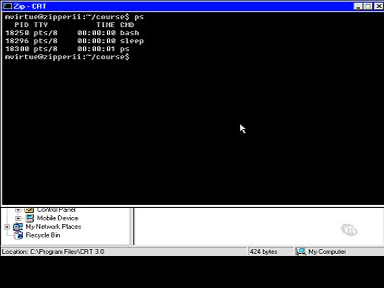 Zip - CRT
mvirtue@zipperii:~/course$ ps
PID TTY TIME CMD
18250 pts/8 00:00:00 bash
18296 pts/8 00:00:00 sleep
18300 pts/8 00:00:01 ps
mvirtue@zipperii:~/course$
Control Panel
Mobile Device
My Network Places
Recycle Bin
Location: C:\Program Files\CRT 3.0 424 bytes My Computer